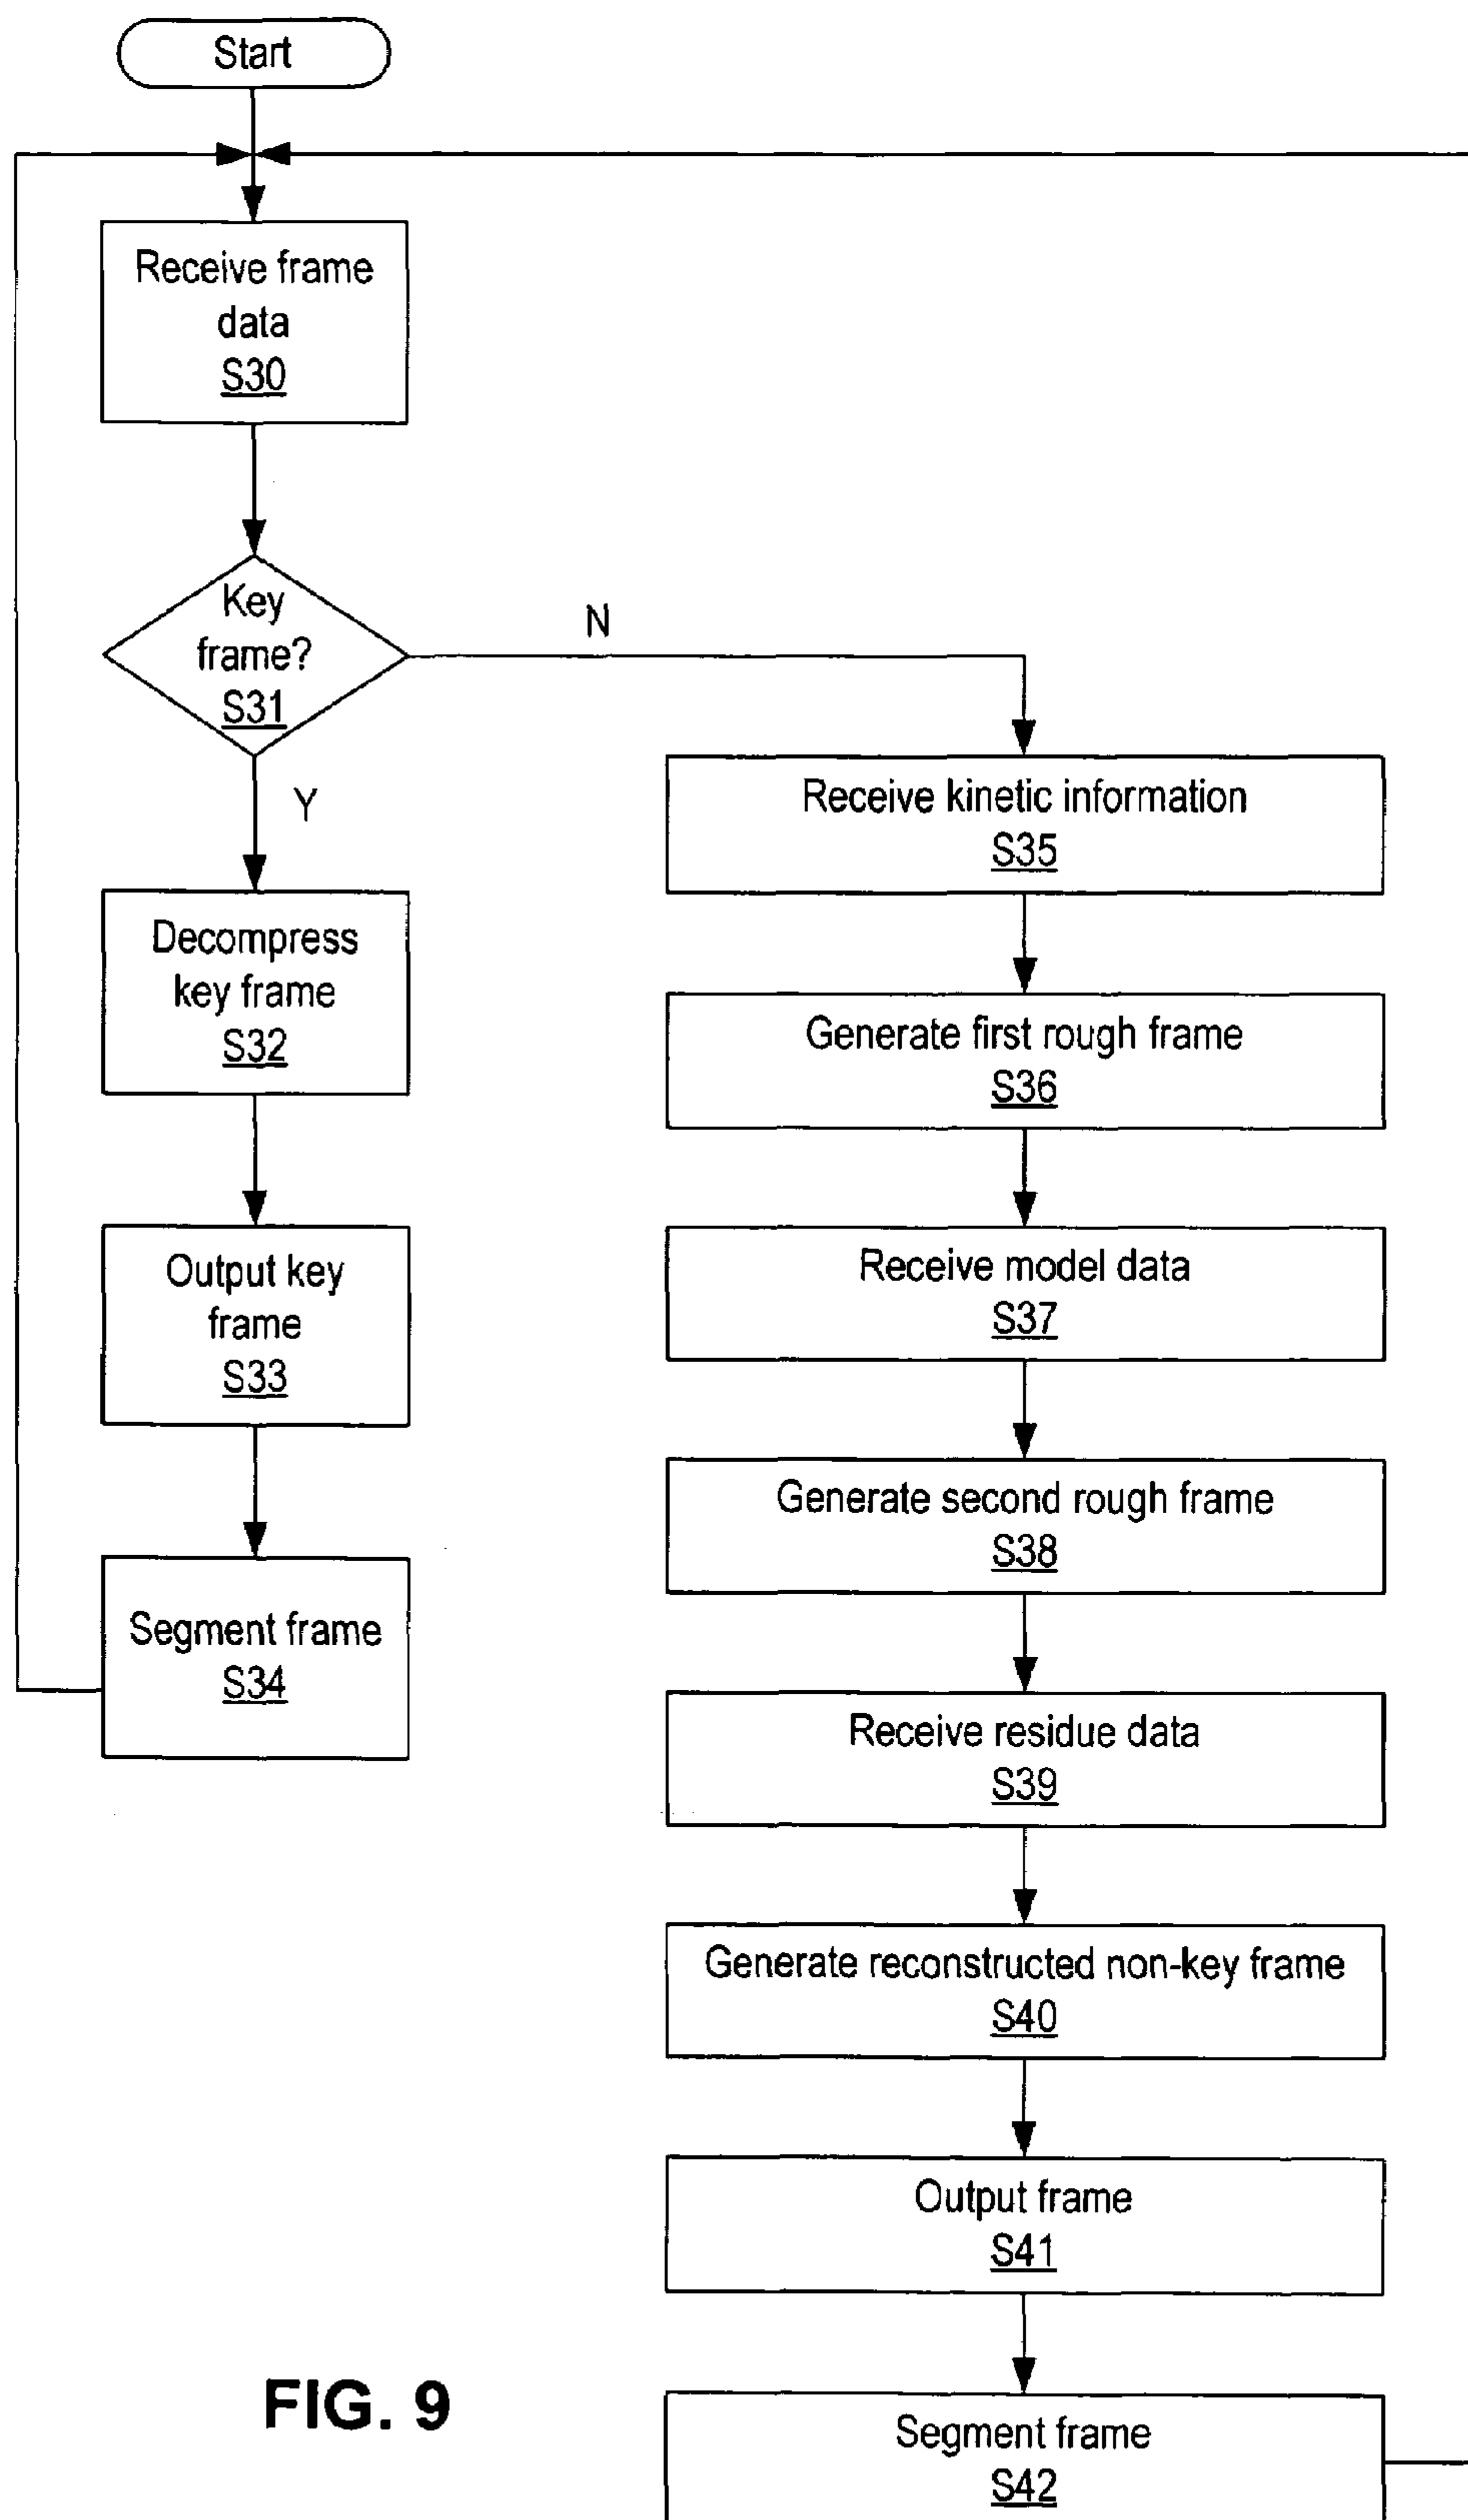 Start
Receive frame
data
S30
Key
frame?
S31
N
Y
Decompress
key frame
S32
Output key
frame
S33
Segment frame
S34
Receive kinetic information
S35
Generate first rough frame
S36
Receive model data
S37
Generate second rough frame
S38
Receive residue data
S39
Generate reconstructed non-key frame
S40
Output frame
S41
Segment frame
S42
FIG. 9